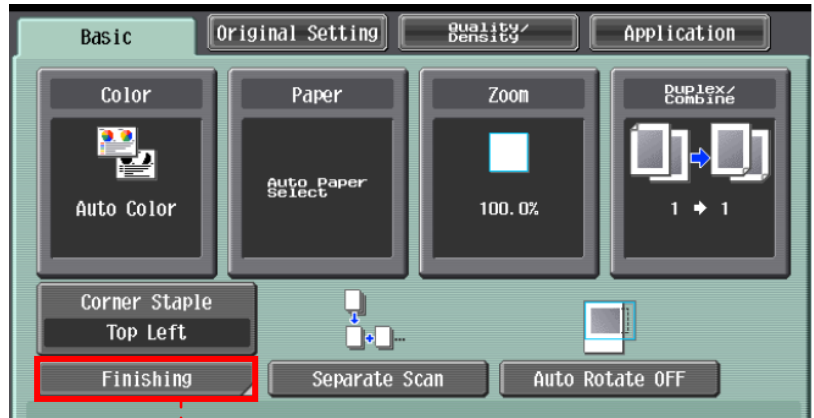 Basic
Original Setting
Quality/
Density
Application
Color
Paper
Zoom
Duplex/
Combine
Auto Color
Auto Paper
Select
100.0%
1 → 1
Corner Staple
Top Left
Finishing
Separate Scan
Auto Rotate OFF